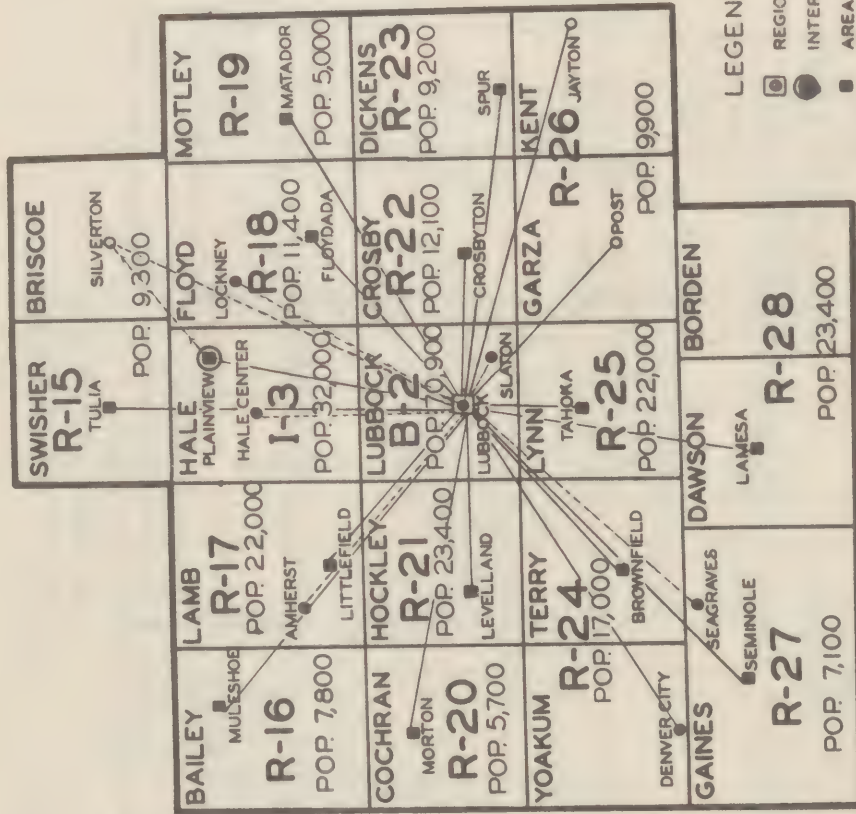 SWISHER
R-15
TULIA
BRISCOE
SILVERTON
POP. 9,300
BAILEY
MULESHOE
R-16
POP. 7,800
LAMB
R-17
POP. 22,000
AMHERST
LITTLEFIELD
HALE
PLAINVIEW
HALE CENTER
I-3
POP. 32,000
FLOYD
LOCKNEY
R-18
POP. 11,400
FLOYDADA
MOTLEY
R-19
MATADOR
POP. 5,000
COCHRAN
MORTON
R-20
POP. 5,700
HOCKLEY
R-21
POP. 23,400
LEVELLAND
LUBBOCK
B-2
POP. 70,900
LUBBOCK
SLATON
CROSBY
R-22
POP. 12,100
CROSBYTON
DICKENS
R-23
POP. 9,200
SPUR
YOAKUM
DENVER CITY
TERRY
R-24
POP. 17,000
BROWNFIELD
LYNN
TAHOKA
R-25
POP. 22,000
GARZA
POST
KENT
R-26
JAYTON
POP. 9,900
GAINES
SEAGRAVES
SEMINOLE
R-27
POP. 7,100
DAWSON
LAMESA
BORDEN
R-28
POP. 23,400
LEGEN
REGIO
INTER
AREA